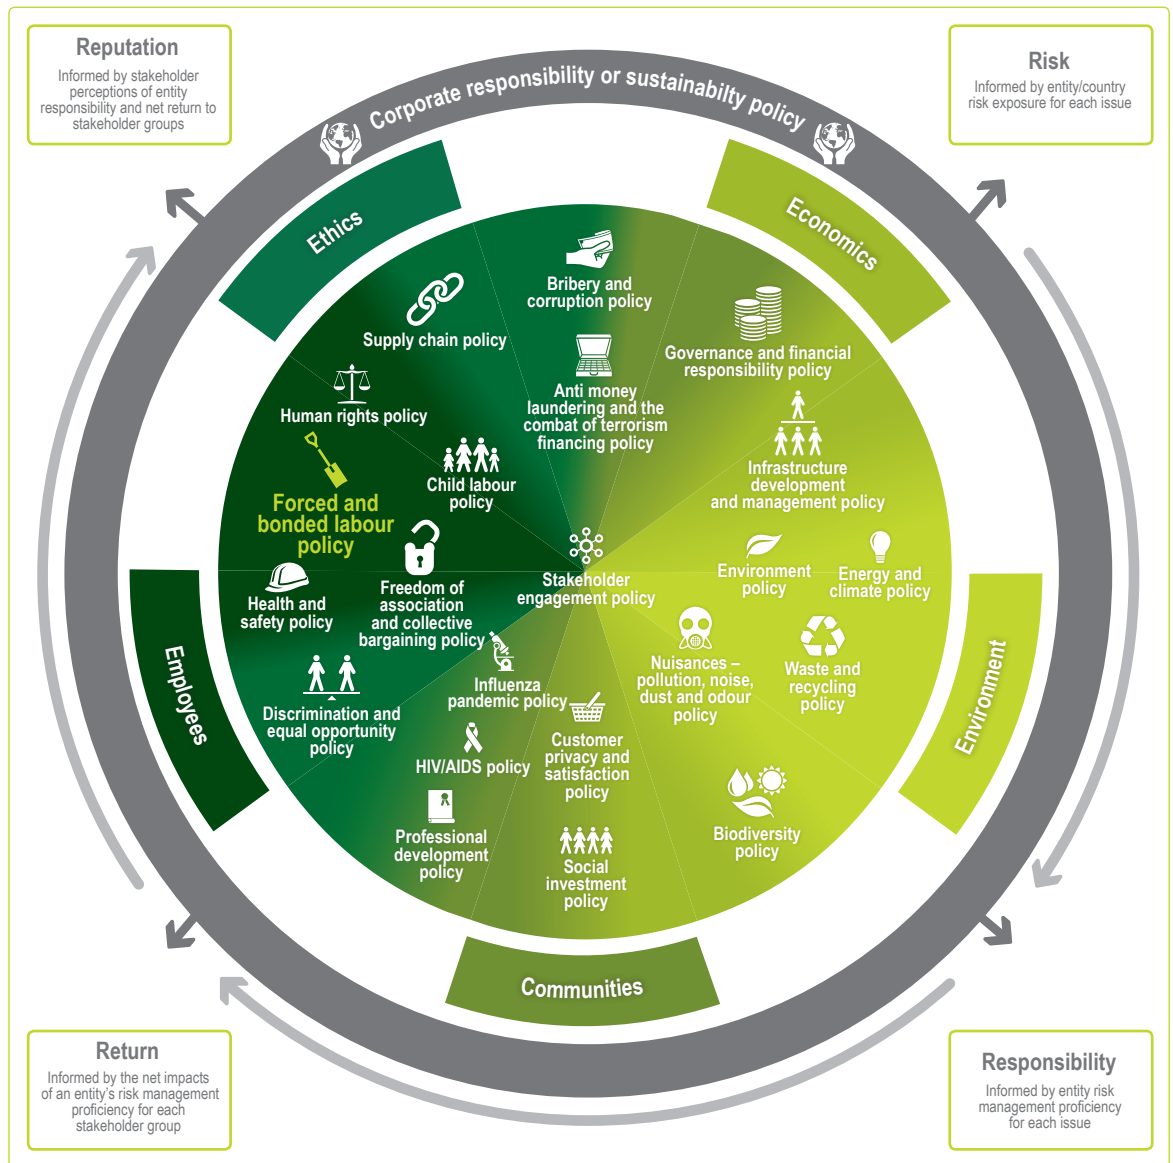 Reputation
Informed by stakeholder
perceptions of entity
responsibility and net return to
stakeholder groups
Risk
Informed by entity/country
risk exposure for each issue
Corporate responsibility or sustainabilty policy
Ethics
Economics
Bribery and
corruption policy
Supply chain policy
Governance and financial
responsibility policy
Anti money
laundering and the
combat of terrorism
financing policy
Human rights policy
Child labour
policy
Infrastructure
development
and management policy
Forced and
bonded labour
policy
Stakeholder
engagement policy
Environment
policy
Energy and
climate policy
Health and
safety policy
Freedom of
association
and collective
bargaining policy
Employees
Environment
Nuisances –
pollution, noise,
dust and odour
policy
Waste and
recycling
policy
Influenza
pandemic policy
Discrimination and
equal opportunity
policy
Customer
privacy and
satisfaction
policy
HIV/AIDS policy
Professional
development
policy
Biodiversity
policy
Social
investment
policy
Communities
Return
Informed by the net impacts
of an entity's risk management
proficiency for each
stakeholder group
Responsibility
Informed by entity risk
management proficiency
for each issue